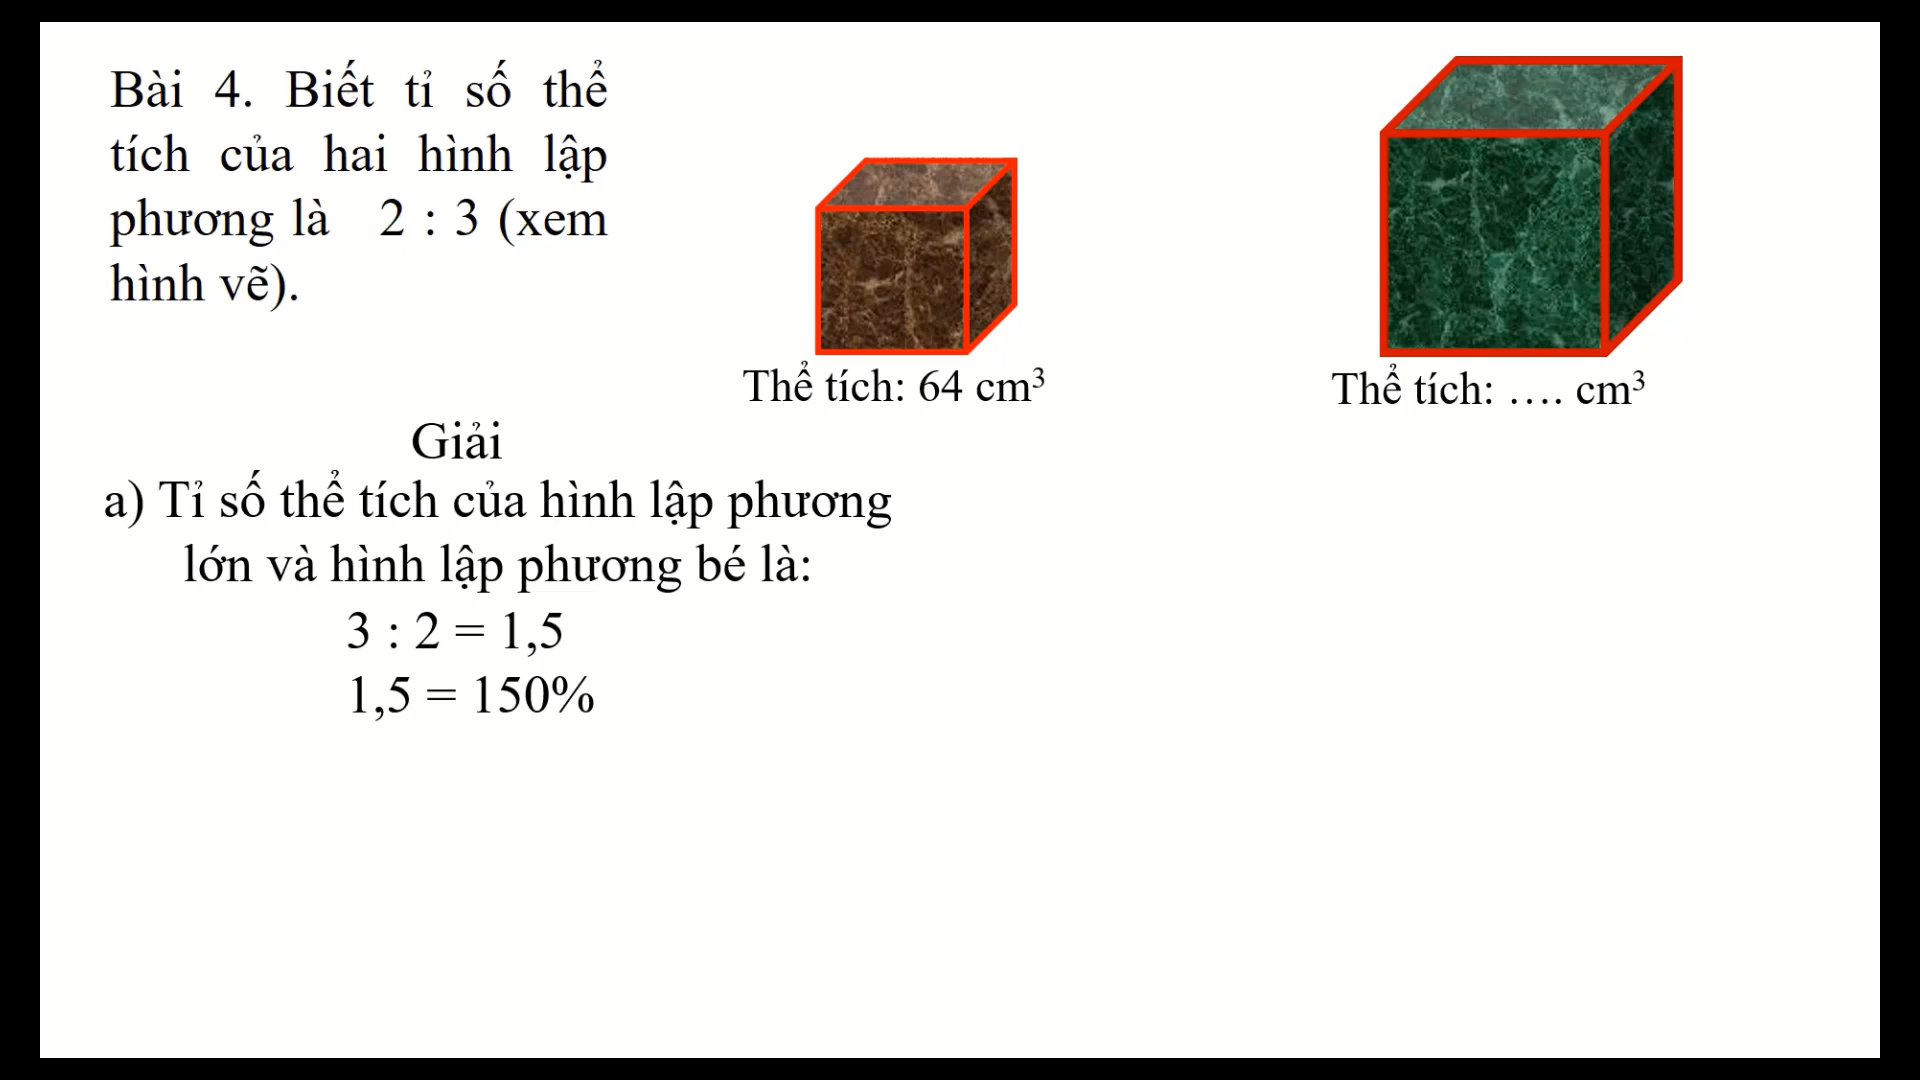 Bài 4. Biết tỉ số thể
tích của hai hình lập
phương là 2 : 3 (xem
hình vẽ).
Thể tích: 64 cm³
Thể tích: …. cm³
Giải
a) Tỉ số thể tích của hình lập phương
lớn và hình lập phương bé là:
3 : 2 = 1,5
1,5 = 150%